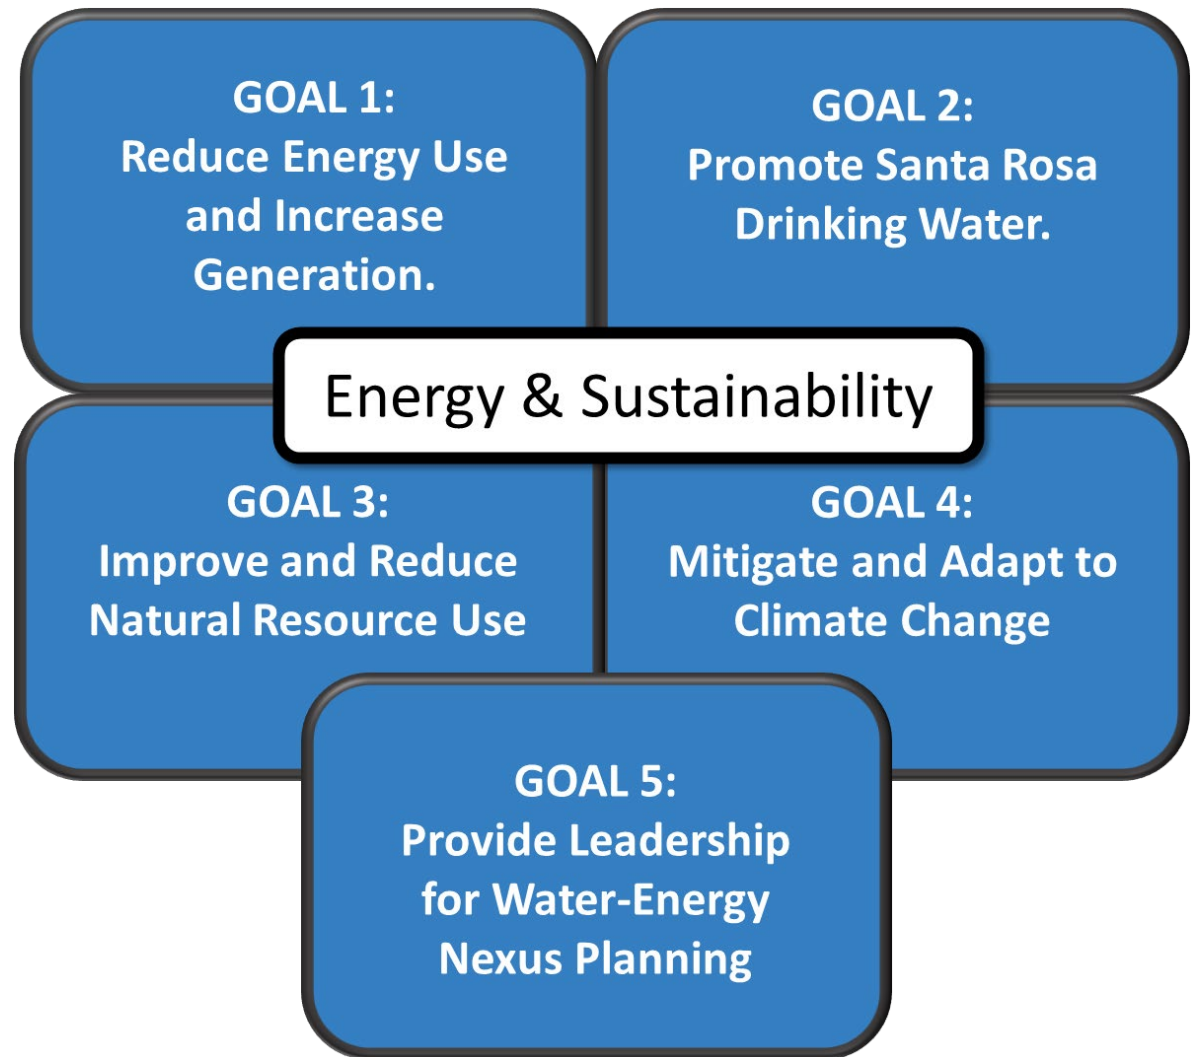 GOAL 1:
Reduce Energy Use
and Increase
Generation.
GOAL 2:
Promote Santa Rosa
Drinking Water.
Energy & Sustainability
GOAL 3:
Improve and Reduce
Natural Resource Use
GOAL 4:
Mitigate and Adapt to
Climate Change
GOAL 5:
Provide Leadership
for Water-Energy
Nexus Planning